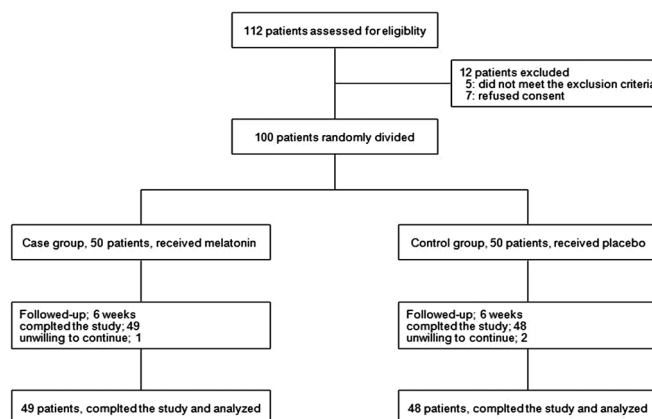 112 patients assessed for eligiblity
12 patients excluded
5: did not meet the exclusion criteria
7: refused consent
100 patients randomly divided
Case group, 50 patients, received melatonin
Control group, 50 patients, received placebo
Followed-up; 6 weeks
complted the study; 49
unwilling to continue; 1
Followed-up; 6 weeks
complted the study; 48
unwilling to continue; 2
49 patients, complted the study and analyzed
48 patients, complted the study and analyzed